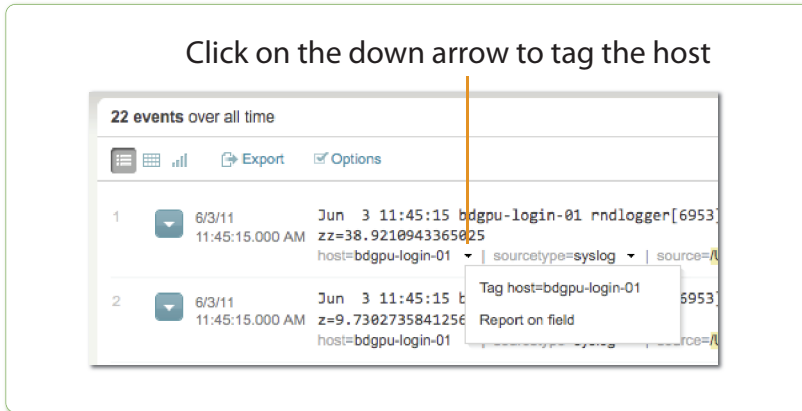 Click on the down arrow to tag the host
22 events over all time
Export Options
1 6/3/11 Jun 3 11:45:15 bdgpu-login-01 rndlogger[6953]
11:45:15.000 AM zz=38.9210943365025
host=bdgpu-login-01 | sourcetype=syslog | source=/
Tag host=bdgpu-login-01
2 6/3/11 Jun 3 11:45:15 6953]
Report on field
11:45:15.000 AM z=9.7302735841256
host=bdgpu-login-01